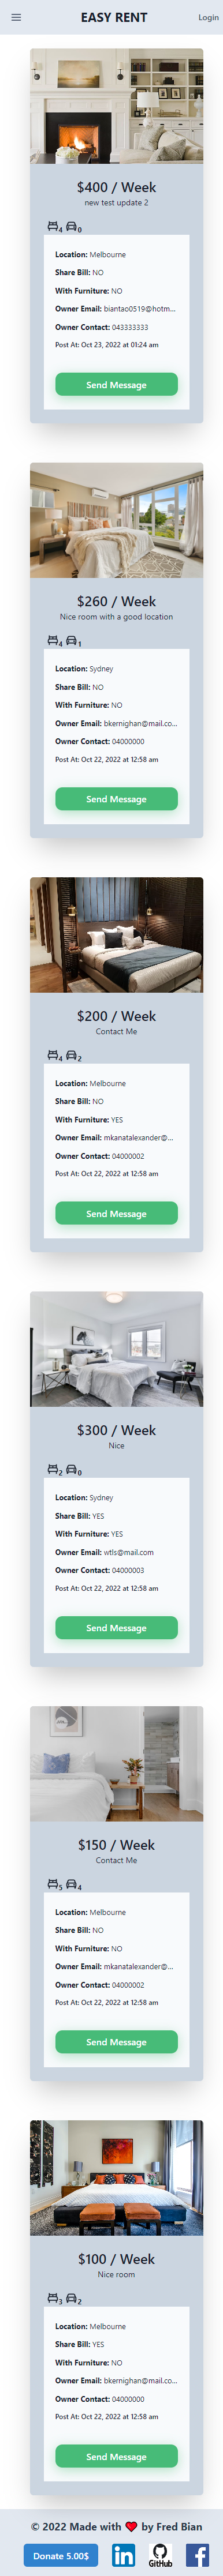 EASY RENT
Login
$400 / Week
new test update 2
4 0
Location: Melbourne
Share Bill: NO
With Furniture: NO
Owner Email: biantao0519@hotm...
Owner Contact: 043333333
Post At: Oct 23, 2022 at 01:24 am
Send Message
$260 / Week
Nice room with a good location
4 1
Location: Sydney
Share Bill: NO
With Furniture: NO
Owner Email: bkernighan@mail.co...
Owner Contact: 04000000
Post At: Oct 22, 2022 at 12:58 am
Send Message
$200 / Week
Contact Me
4 2
Location: Melbourne
Share Bill: NO
With Furniture: YES
Owner Email: mkanatalexander@...
Owner Contact: 04000002
Post At: Oct 22, 2022 at 12:58 am
Send Message
$300 / Week
Nice
2 0
Location: Sydney
Share Bill: YES
With Furniture: YES
Owner Email: wtls@mail.com
Owner Contact: 04000003
Post At: Oct 22, 2022 at 12:58 am
Send Message
$150 / Week
Contact Me
5 4
Location: Melbourne
Share Bill: NO
With Furniture: NO
Owner Email: mkanatalexander@...
Owner Contact: 04000002
Post At: Oct 22, 2022 at 12:58 am
Send Message
$100 / Week
Nice room
3 2
Location: Melbourne
Share Bill: YES
With Furniture: NO
Owner Email: bkernighan@mail.co...
Owner Contact: 04000000
Post At: Oct 22, 2022 at 12:58 am
Send Message
© 2022 Made with ❤ by Fred Bian
Donate 5.00$ in GitHub f